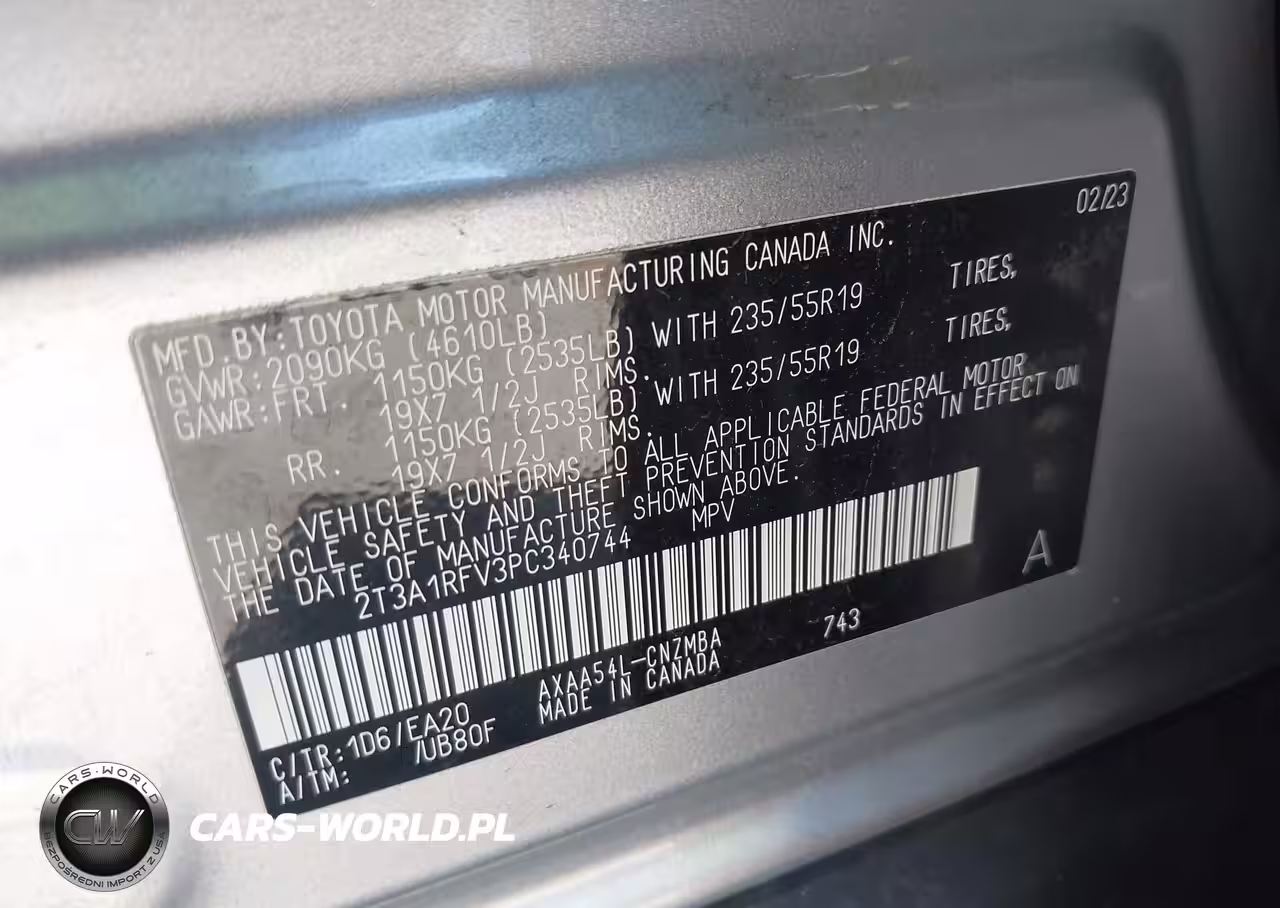 02/23
MFD.BY:TOYOTA MOTOR MANUFACTURING CANADA INC.
GVWR:2090KG (4610LB)
GAWR:FRT. 1150KG (2535LB) WITH 235/55R19 TIRES,
19X7 1/2J RIMS.
RR. 1150KG (2535LB) WITH 235/55R19 TIRES,
19X7 1/2J RIMS.
THIS VEHICLE CONFORMS TO ALL APPLICABLE FEDERAL MOTOR
VEHICLE SAFETY AND THEFT PREVENTION STANDARDS IN EFFECT ON
THE DATE OF MANUFACTURE SHOWN ABOVE.
2T3A1RFV3PC340744 MPV
A
C/TR:1D6/EA20 AXAA54L-CNZMBA 743
A/TM: /UB80F MADE IN CANADA
CARS-WORLD
CW
BEZPOŚREDNI IMPORT Z USA
CARS-WORLD.PL